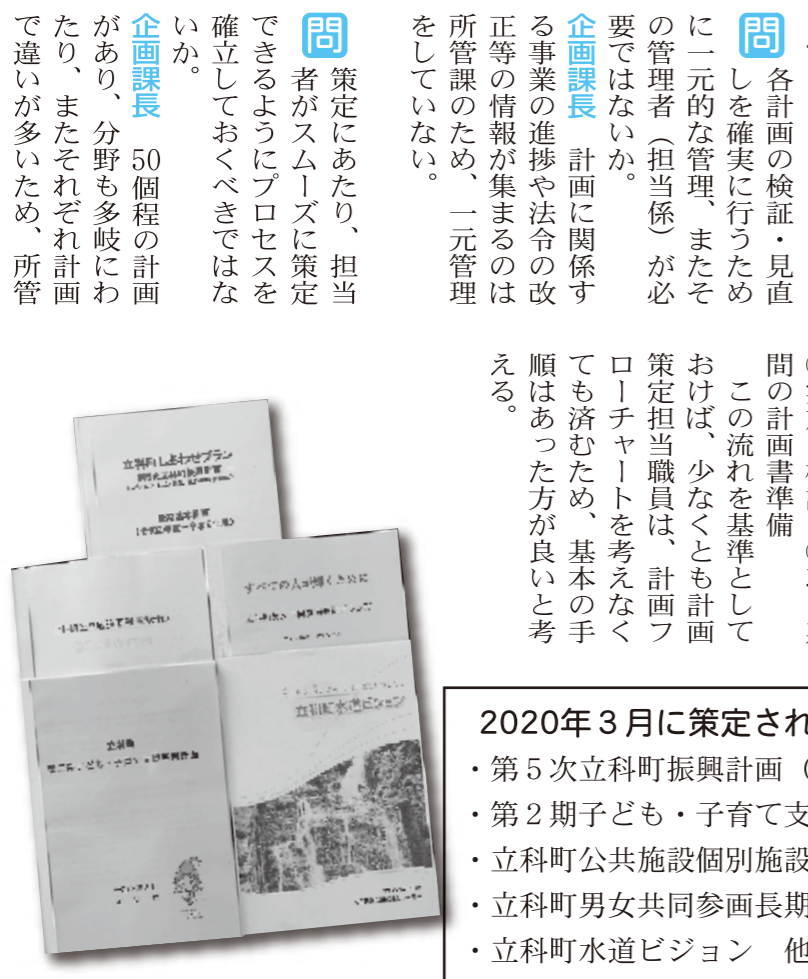 問 各計画の検証・見直
しを確実に行うため
に一元的な管理、またそ
の管理者（担当係）が必
要ではないか。
企画課長 計画に関係す
る事業の進捗や法令の改
正等の情報が集まるのは
所管課のため、一元管理
をしていない。
問 策定にあたり、担当
者がスムーズに策定
できるようにプロセスを
確立しておくべきではな
いか。
企画課長 50個程の計画
があり、分野も多岐にわ
たり、またそれぞれ計画
で違いが多いため、所管
間の計画書準備
この流れを基準として
おけば、少なくとも計画
策定担当職員は、計画フ
ローチャートを考えなく
ても済むため、基本の手
順はあった方が良いと考
える。
立科町しあわせプラン
すべての人が輝くために
立科町水道ビジョン
立科町
2020年３月に策定され
・第５次立科町振興計画（
・第２期子ども・子育て支
・立科町公共施設個別施設
・立科町男女共同参画長期
・立科町水道ビジョン 他